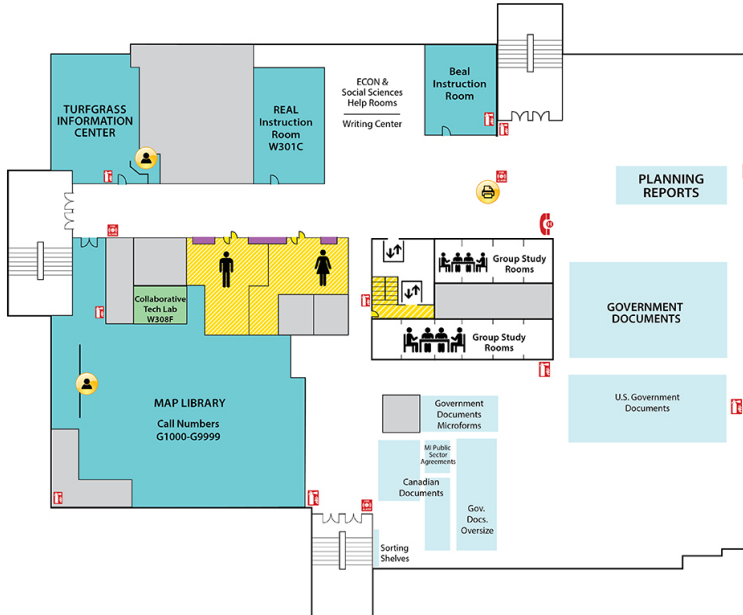 TURFGRASS
INFORMATION
CENTER
REAL
Instruction
Room
W301C
ECON &
Social Sciences
Help Rooms
Writing Center
Beal
Instruction
Room
PLANNING
REPORTS
Group Study
Rooms
Collaborative
Tech Lab
W308F
GOVERNMENT
DOCUMENTS
Group Study
Rooms
MAP LIBRARY
Call Numbers
G1000-G9999
Government
Documents
Microforms
U.S. Government
Documents
MI Public
Sector
Agreements
Canadian
Documents
Gov.
Docs.
Oversize
Sorting
Shelves